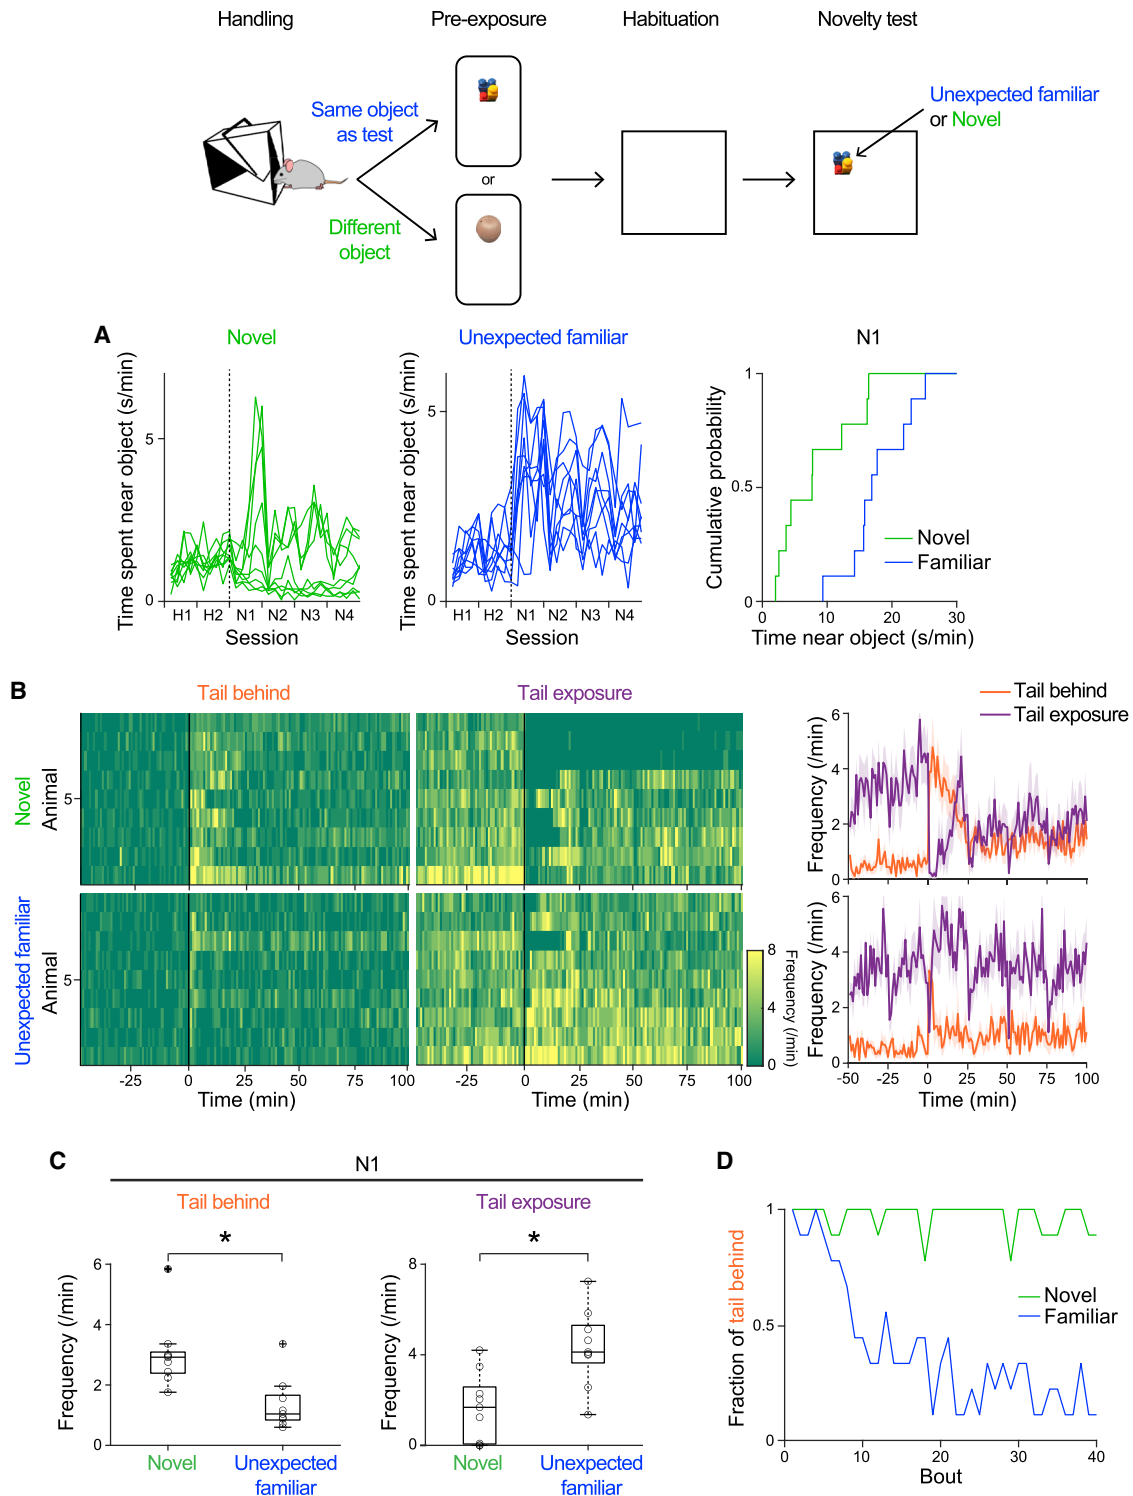 Handling
Pre-exposure
Habituation
Novelty test
Same object
as test
or
Different
object
Unexpected familiar
or Novel
A
Novel
Time spent near object (s/min)
5
0
H1 H2 N1 N2 N3 N4
Session
Unexpected familiar
Time spent near object (s/min)
5
0
H1 H2 N1 N2 N3 N4
Session
N1
Cumulative probability
1
0.5
0
Novel
Familiar
0 10 20 30
Time near object (s/min)
B
Tail behind
Tail exposure
Novel
Animal
5
Unexpected familiar
Animal
5
-25 0 25 50 75 100
Time (min)
-25 0 25 50 75 100
Time (min)
8
4
0
Frequency (/min)
Tail behind
Tail exposure
Frequency (/min)
6
4
2
0
Frequency (/min)
6
4
2
0
-50 -25 0 25 50 75 100
Time (min)
C
N1
Tail behind
*
Frequency (/min)
6
4
2
0
Novel
Unexpected
familiar
Tail exposure
*
Frequency (/min)
8
4
0
Novel
Unexpected
familiar
D
Fraction of tail behind
1
0.5
0
Novel
Familiar
0 10 20 30 40
Bout